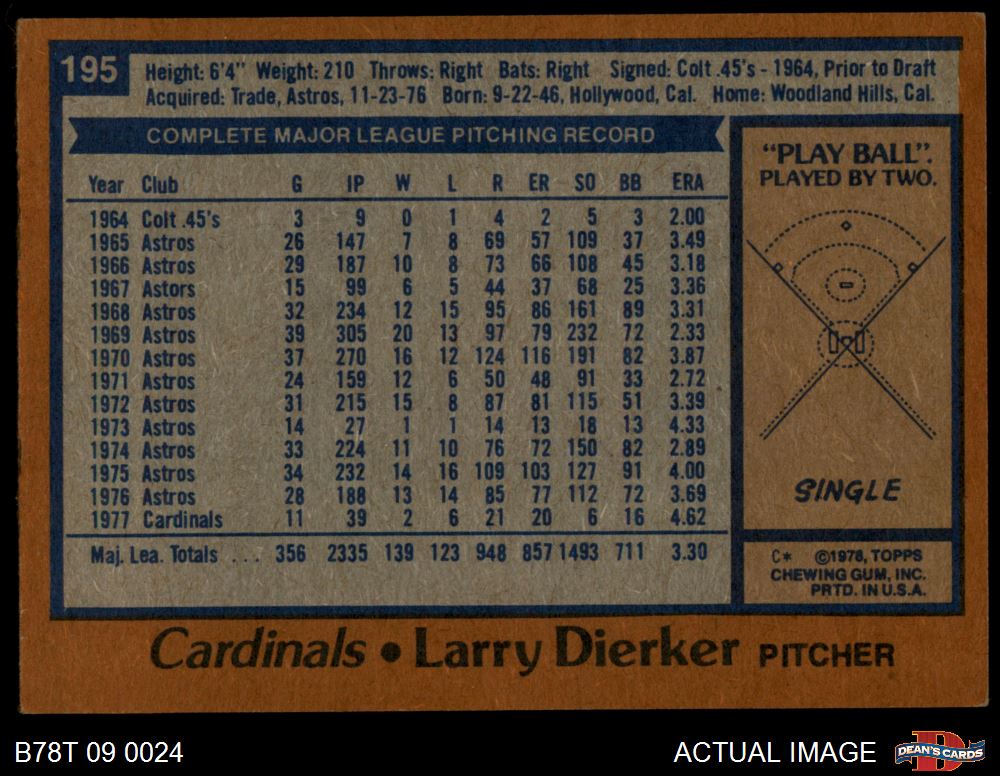 195
Height: 6'4" Weight: 210 Throws: Right Bats: Right Signed: Colt .45's - 1964, Prior to Draft
Acquired: Trade, Astros, 11-23-76 Born: 9-22-46, Hollywood, Cal. Home: Woodland Hills, Cal.
COMPLETE MAJOR LEAGUE PITCHING RECORD
Year Club G IP W L R ER SO BB ERA
1964 Colt .45's 3 9 0 1 4 2 5 3 2.00
1965 Astros 26 147 7 8 69 57 109 37 3.49
1966 Astros 29 187 10 8 73 66 108 45 3.18
1967 Astors 15 99 6 5 44 37 68 25 3.36
1968 Astros 32 234 12 15 95 86 161 89 3.31
1969 Astros 39 305 20 13 97 79 232 72 2.33
1970 Astros 37 270 16 12 124 116 191 82 3.87
1971 Astros 24 159 12 6 50 48 91 33 2.72
1972 Astros 31 215 15 8 87 81 115 51 3.39
1973 Astros 14 27 1 1 14 13 18 13 4.33
1974 Astros 33 224 11 10 76 72 150 82 2.89
1975 Astros 34 232 14 16 109 103 127 91 4.00
1976 Astros 28 188 13 14 85 77 112 72 3.69
1977 Cardinals 11 39 2 6 21 20 6 16 4.62
Maj. Lea. Totals . . . 356 2335 139 123 948 857 1493 711 3.30
"PLAY BALL".
PLAYED BY TWO.
SINGLE
C* ©1978, TOPPS
CHEWING GUM, INC.
PRTD. IN U.S.A.
Cardinals • Larry Dierker PITCHER
B78T 09 0024
ACTUAL IMAGE
DEAN'S CARDS